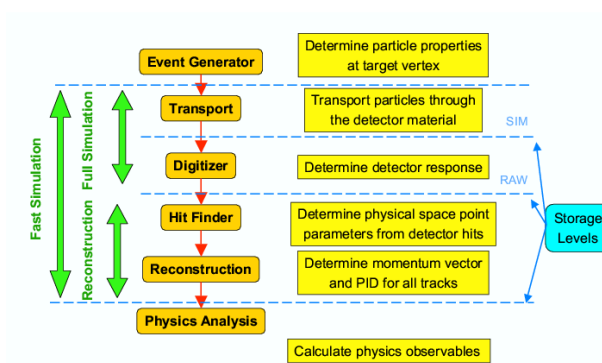 Event Generator
Determine particle properties
at target vertex
Fast Simulation
Full Simulation
Transport
Transport particles through
the detector material
SIM
Digitizer
Determine detector response
RAW
Reconstruction
Hit Finder
Determine physical space point
parameters from detector hits
Storage
Levels
Reconstruction
Determine momentum vector
and PID for all tracks
Physics Analysis
Calculate physics observables